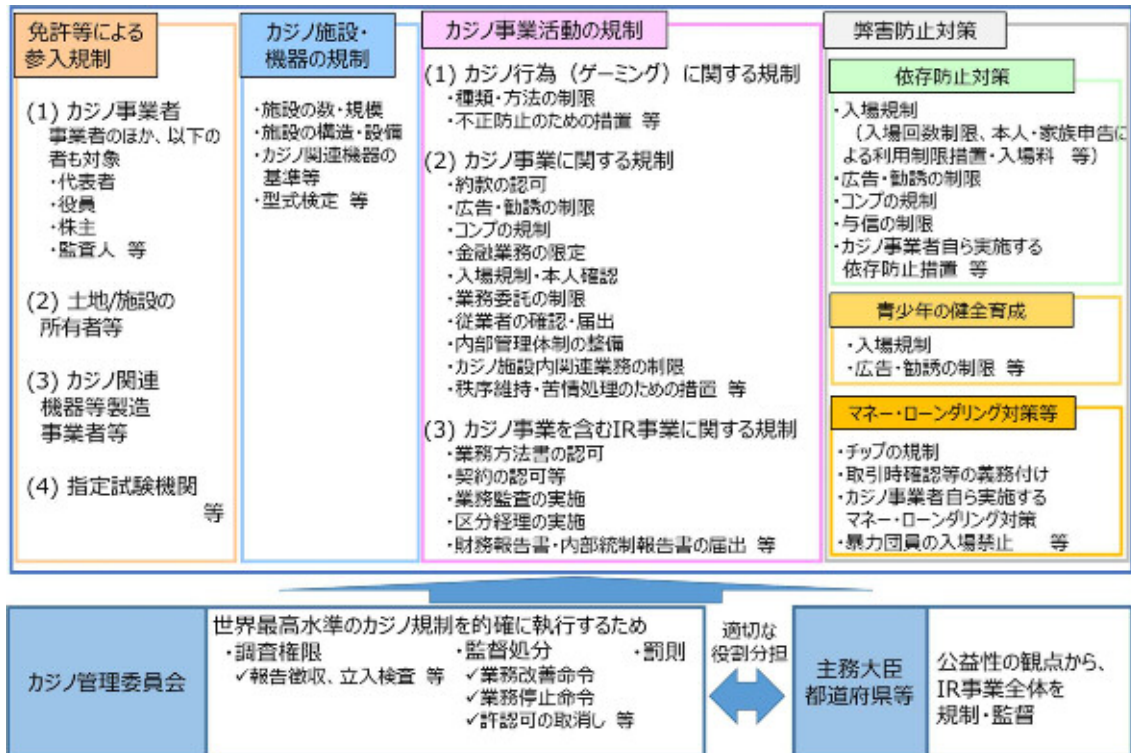 免許等による
参入規制
(1) カジノ事業者
事業者のほか、以下の
者も対象
・代表者
・役員
・株主
・監査人 等
(2) 土地/施設の
所有者等
(3) カジノ関連
機器等製造
事業者等
(4) 指定試験機関
等
カジノ施設・
機器の規制
・施設の数・規模
・施設の構造・設備
・カジノ関連機器の
基準等
・型式検定 等
カジノ事業活動の規制
(1) カジノ行為（ゲーミング）に関する規制
・種類・方法の制限
・不正防止のための措置 等
(2) カジノ事業に関する規制
・約款の認可
・広告・勧誘の制限
・コンプの規制
・金融業務の限定
・入場規制・本人確認
・業務委託の制限
・従業者の確認・届出
・内部管理体制の整備
・カジノ施設内関連業務の制限
・秩序維持・苦情処理のための措置 等
(3) カジノ事業を含むIR事業に関する規制
・業務方法書の認可
・契約の認可等
・業務監査の実施
・区分経理の実施
・財務報告書・内部統制報告書の届出 等
弊害防止対策
依存防止対策
・入場規制
（入場回数制限、本人・家族申告に
よる利用制限措置・入場料 等）
・広告・勧誘の制限
・コンプの規制
・与信の制限
・カジノ事業者自ら実施する
依存防止措置 等
青少年の健全育成
・入場規制
・広告・勧誘の制限 等
マネー・ローンダリング対策等
・チップの規制
・取引時確認等の義務付け
・カジノ事業者自ら実施する
マネー・ローンダリング対策
・暴力団員の入場禁止 等
カジノ管理委員会
世界最高水準のカジノ規制を的確に執行するため
・調査権限
✓報告徴収、立入検査 等
・監督処分
✓業務改善命令
✓業務停止命令
✓許認可の取消し 等
・罰則
適切な
役割分担
主務大臣
都道府県等
公益性の観点から、
IR事業全体を
規制・監督